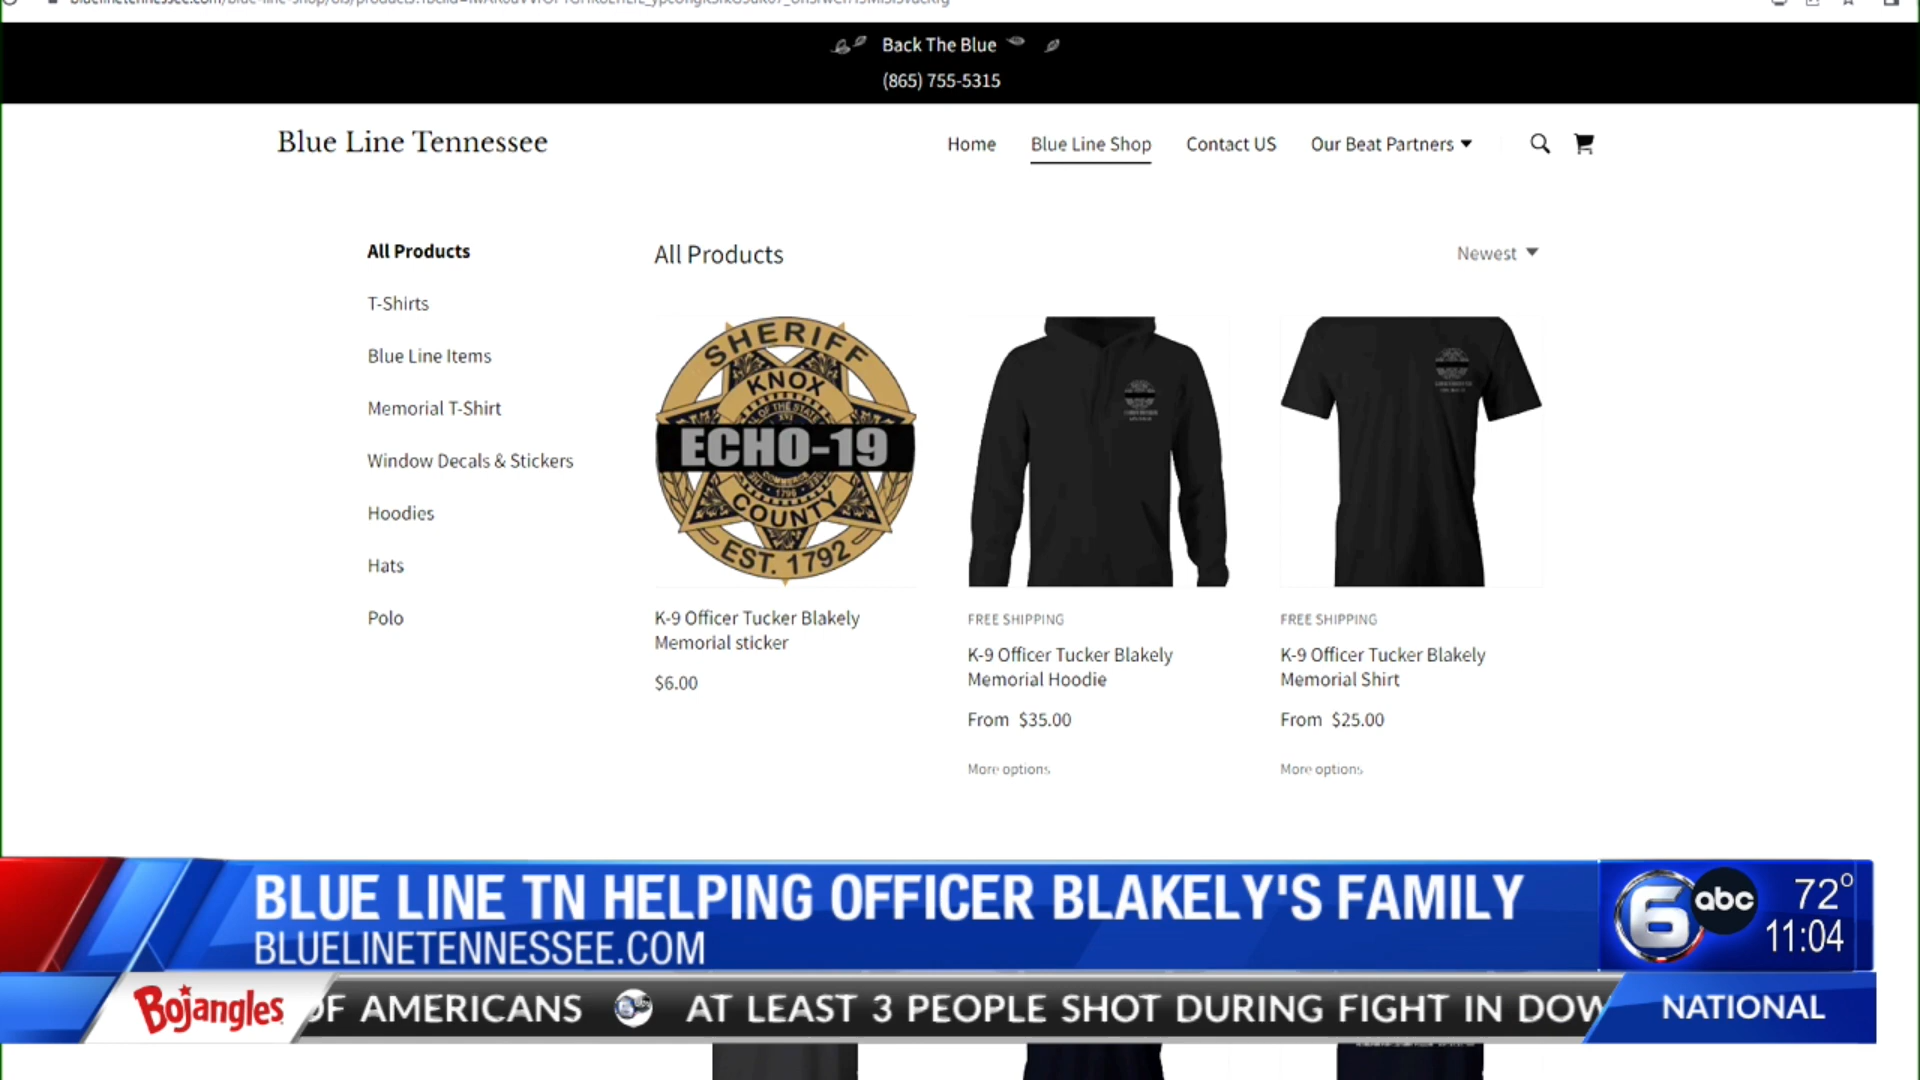 Back The Blue
(865) 755-5315
Blue Line Tennessee
Home
Blue Line Shop
Contact US
Our Beat Partners
All Products
T-Shirts
Blue Line Items
Memorial T-Shirt
Window Decals & Stickers
Hoodies
Hats
Polo
All Products
Newest
SHERIFF
KNOX
ECHO-19
COUNTY
EST. 1792
K-9 Officer Tucker Blakely
Memorial sticker
$6.00
FREE SHIPPING
K-9 Officer Tucker Blakely
Memorial Hoodie
From $35.00
More options
FREE SHIPPING
K-9 Officer Tucker Blakely
Memorial Shirt
From $25.00
More options
BLUE LINE TN HELPING OFFICER BLAKELY'S FAMILY
BLUELINETENNESSEE.COM
6 abc
72°
11:04
Bojangles
OF AMERICANS
AT LEAST 3 PEOPLE SHOT DURING FIGHT IN DOW
NATIONAL